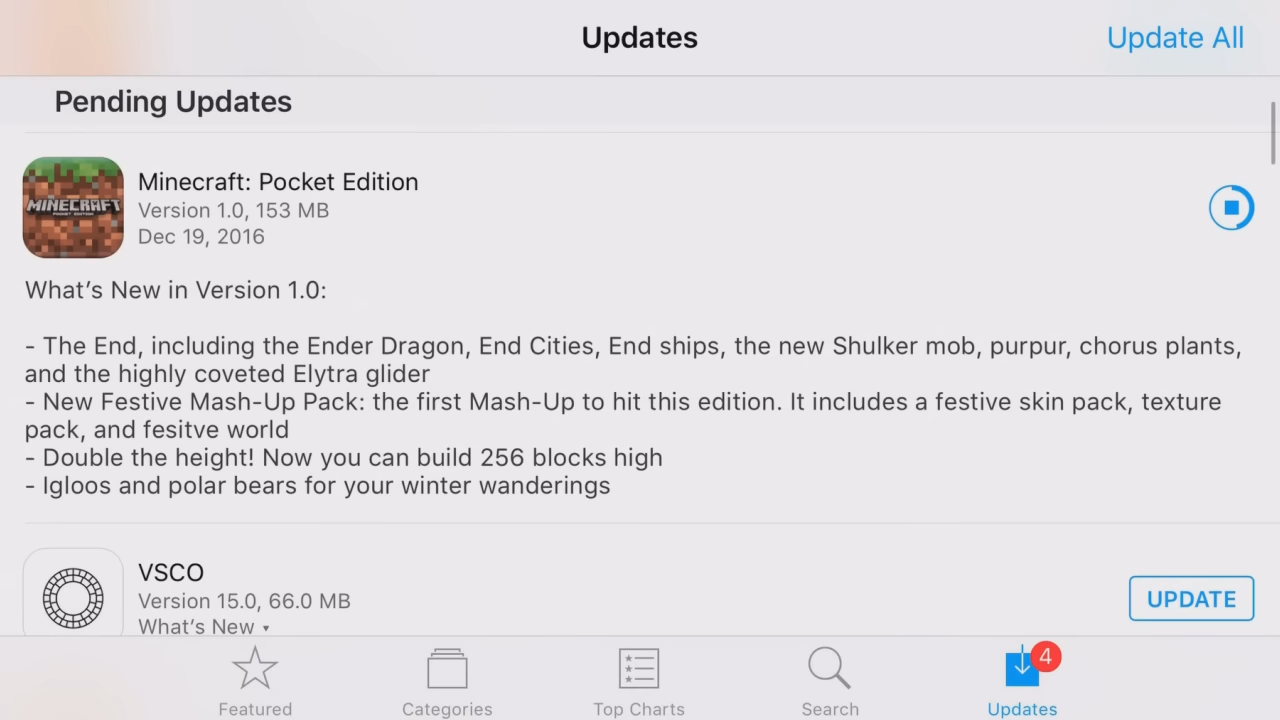 Updates
Update All
Pending Updates
MINECRAFT
POCKET EDITION
Minecraft: Pocket Edition
Version 1.0, 153 MB
Dec 19, 2016
What’s New in Version 1.0:
- The End, including the Ender Dragon, End Cities, End ships, the new Shulker mob, purpur, chorus plants,
and the highly coveted Elytra glider
- New Festive Mash-Up Pack: the first Mash-Up to hit this edition. It includes a festive skin pack, texture
pack, and fesitve world
- Double the height! Now you can build 256 blocks high
- Igloos and polar bears for your winter wanderings
VSCO
Version 15.0, 66.0 MB
What’s New ▾
UPDATE
4
Featured
Categories
Top Charts
Search
Updates